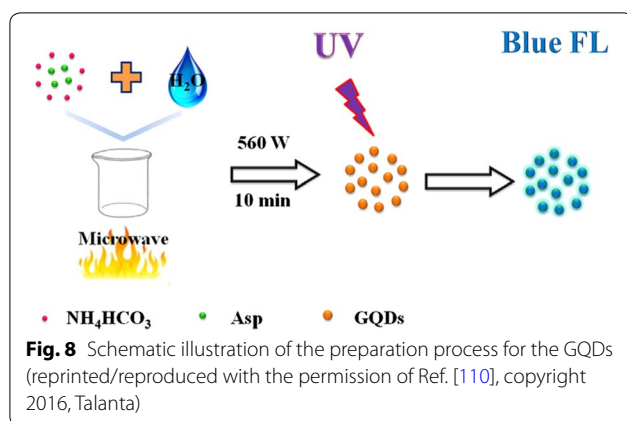 UV
Blue FL
H₂O
560 W
10 min
Microwave
NH₄HCO₃ Asp GQDs
Fig. 8 Schematic illustration of the preparation process for the GQDs
(reprinted/reproduced with the permission of Ref. [110], copyright
2016, Talanta)